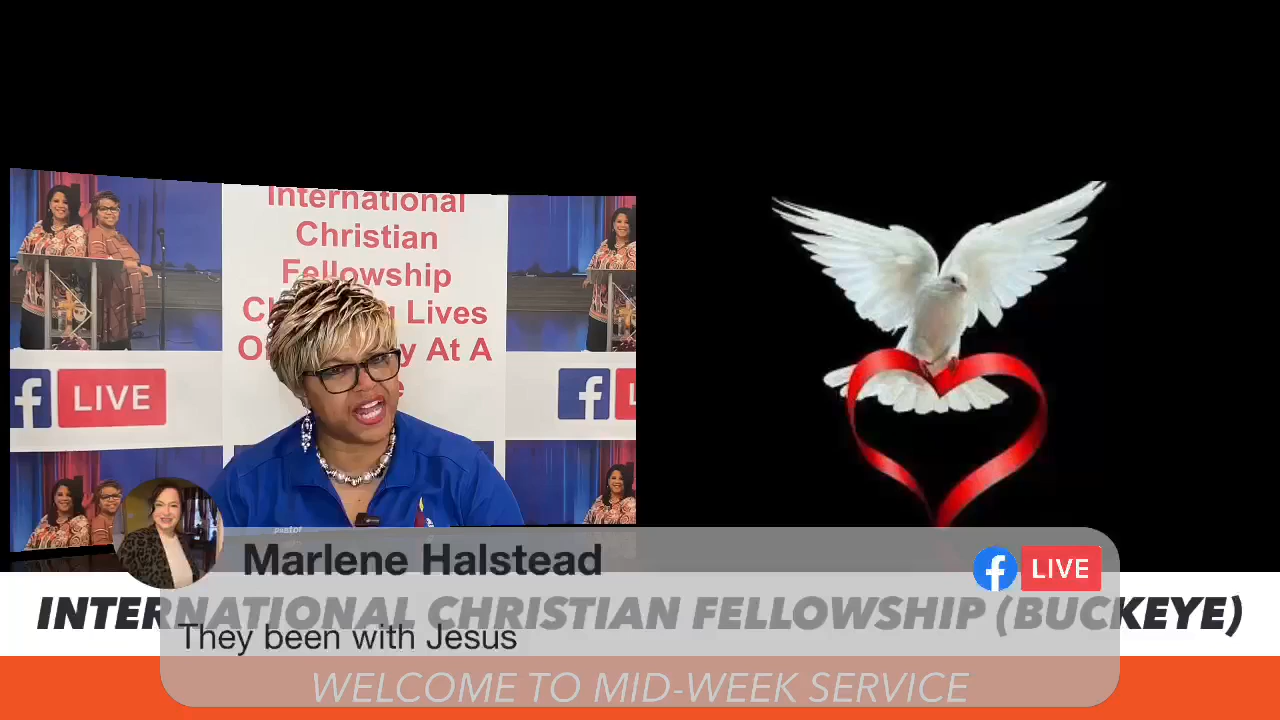 International
Christian
Fellowship
Lives
At A
LIVE
f
f
Pastor
Marlene Halstead
f LIVE
INTERNATIONAL CHRISTIAN FELLOWSHIP (BUCKEYE)
They been with Jesus
WELCOME TO MID-WEEK SERVICE